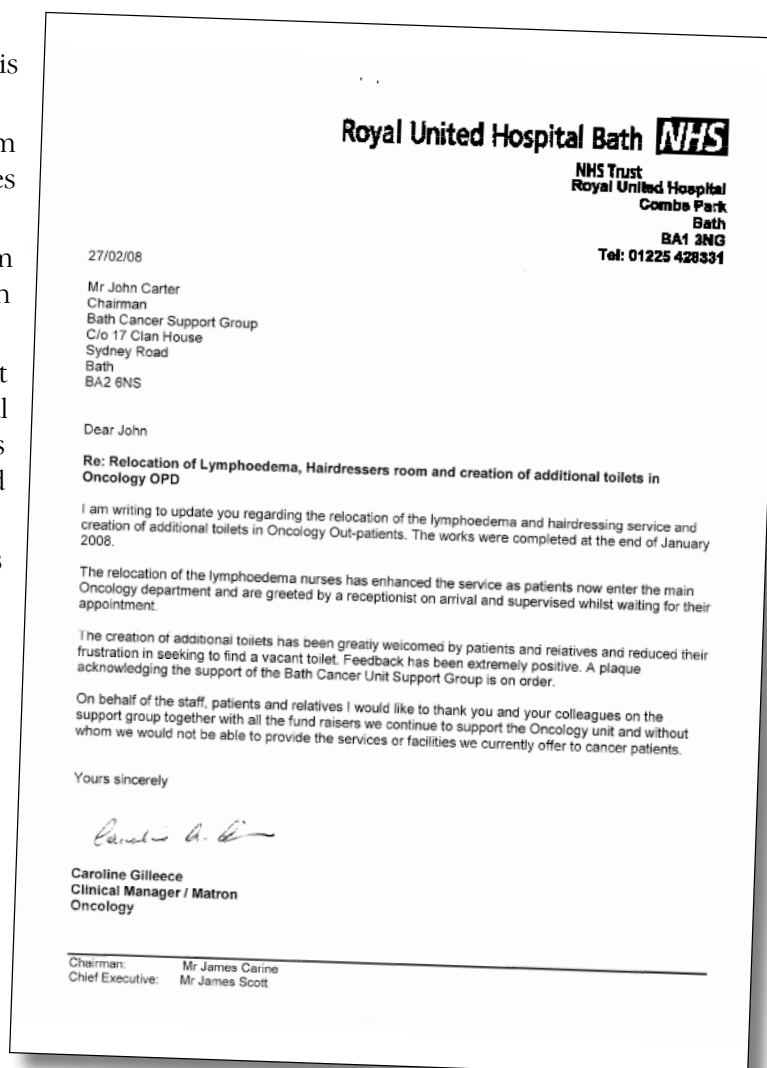 is
m
es
m
n
t
l
s
d
s
Royal United Hospital Bath NHS
NHS Trust
Royal United Hospital
Combe Park
Bath
BA1 3NG
Tel: 01225 428331
27/02/08
Mr John Carter
Chairman
Bath Cancer Support Group
C/o 17 Clan House
Sydney Road
Bath
BA2 6NS
Dear John
Re: Relocation of Lymphoedema, Hairdressers room and creation of additional toilets in
Oncology OPD
I am writing to update you regarding the relocation of the lymphoedema and hairdressing service and
creation of additional toilets in Oncology Out-patients. The works were completed at the end of January
2008.
The relocation of the lymphoedema nurses has enhanced the service as patients now enter the main
Oncology department and are greeted by a receptionist on arrival and supervised whilst waiting for their
appointment.
The creation of additional toilets has been greatly welcomed by patients and relatives and reduced their
frustration in seeking to find a vacant toilet. Feedback has been extremely positive. A plaque
acknowledging the support of the Bath Cancer Unit Support Group is on order.
On behalf of the staff, patients and relatives I would like to thank you and your colleagues on the
support group together with all the fund raisers we continue to support the Oncology unit and without
whom we would not be able to provide the services or facilities we currently offer to cancer patients.
Yours sincerely
Caroline Gilleece
Clinical Manager / Matron
Oncology
Chairman: Mr James Carine
Chief Executive: Mr James Scott